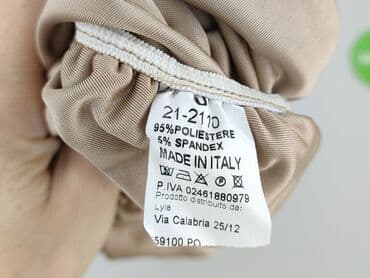 U
21-2110
95%POLIESTERE
5% SPANDEX
MADE IN ITALY
P.IVA 02461880979
Prodotto distribuito da:
Lyla
Via Calabria 25/12
59100 PO